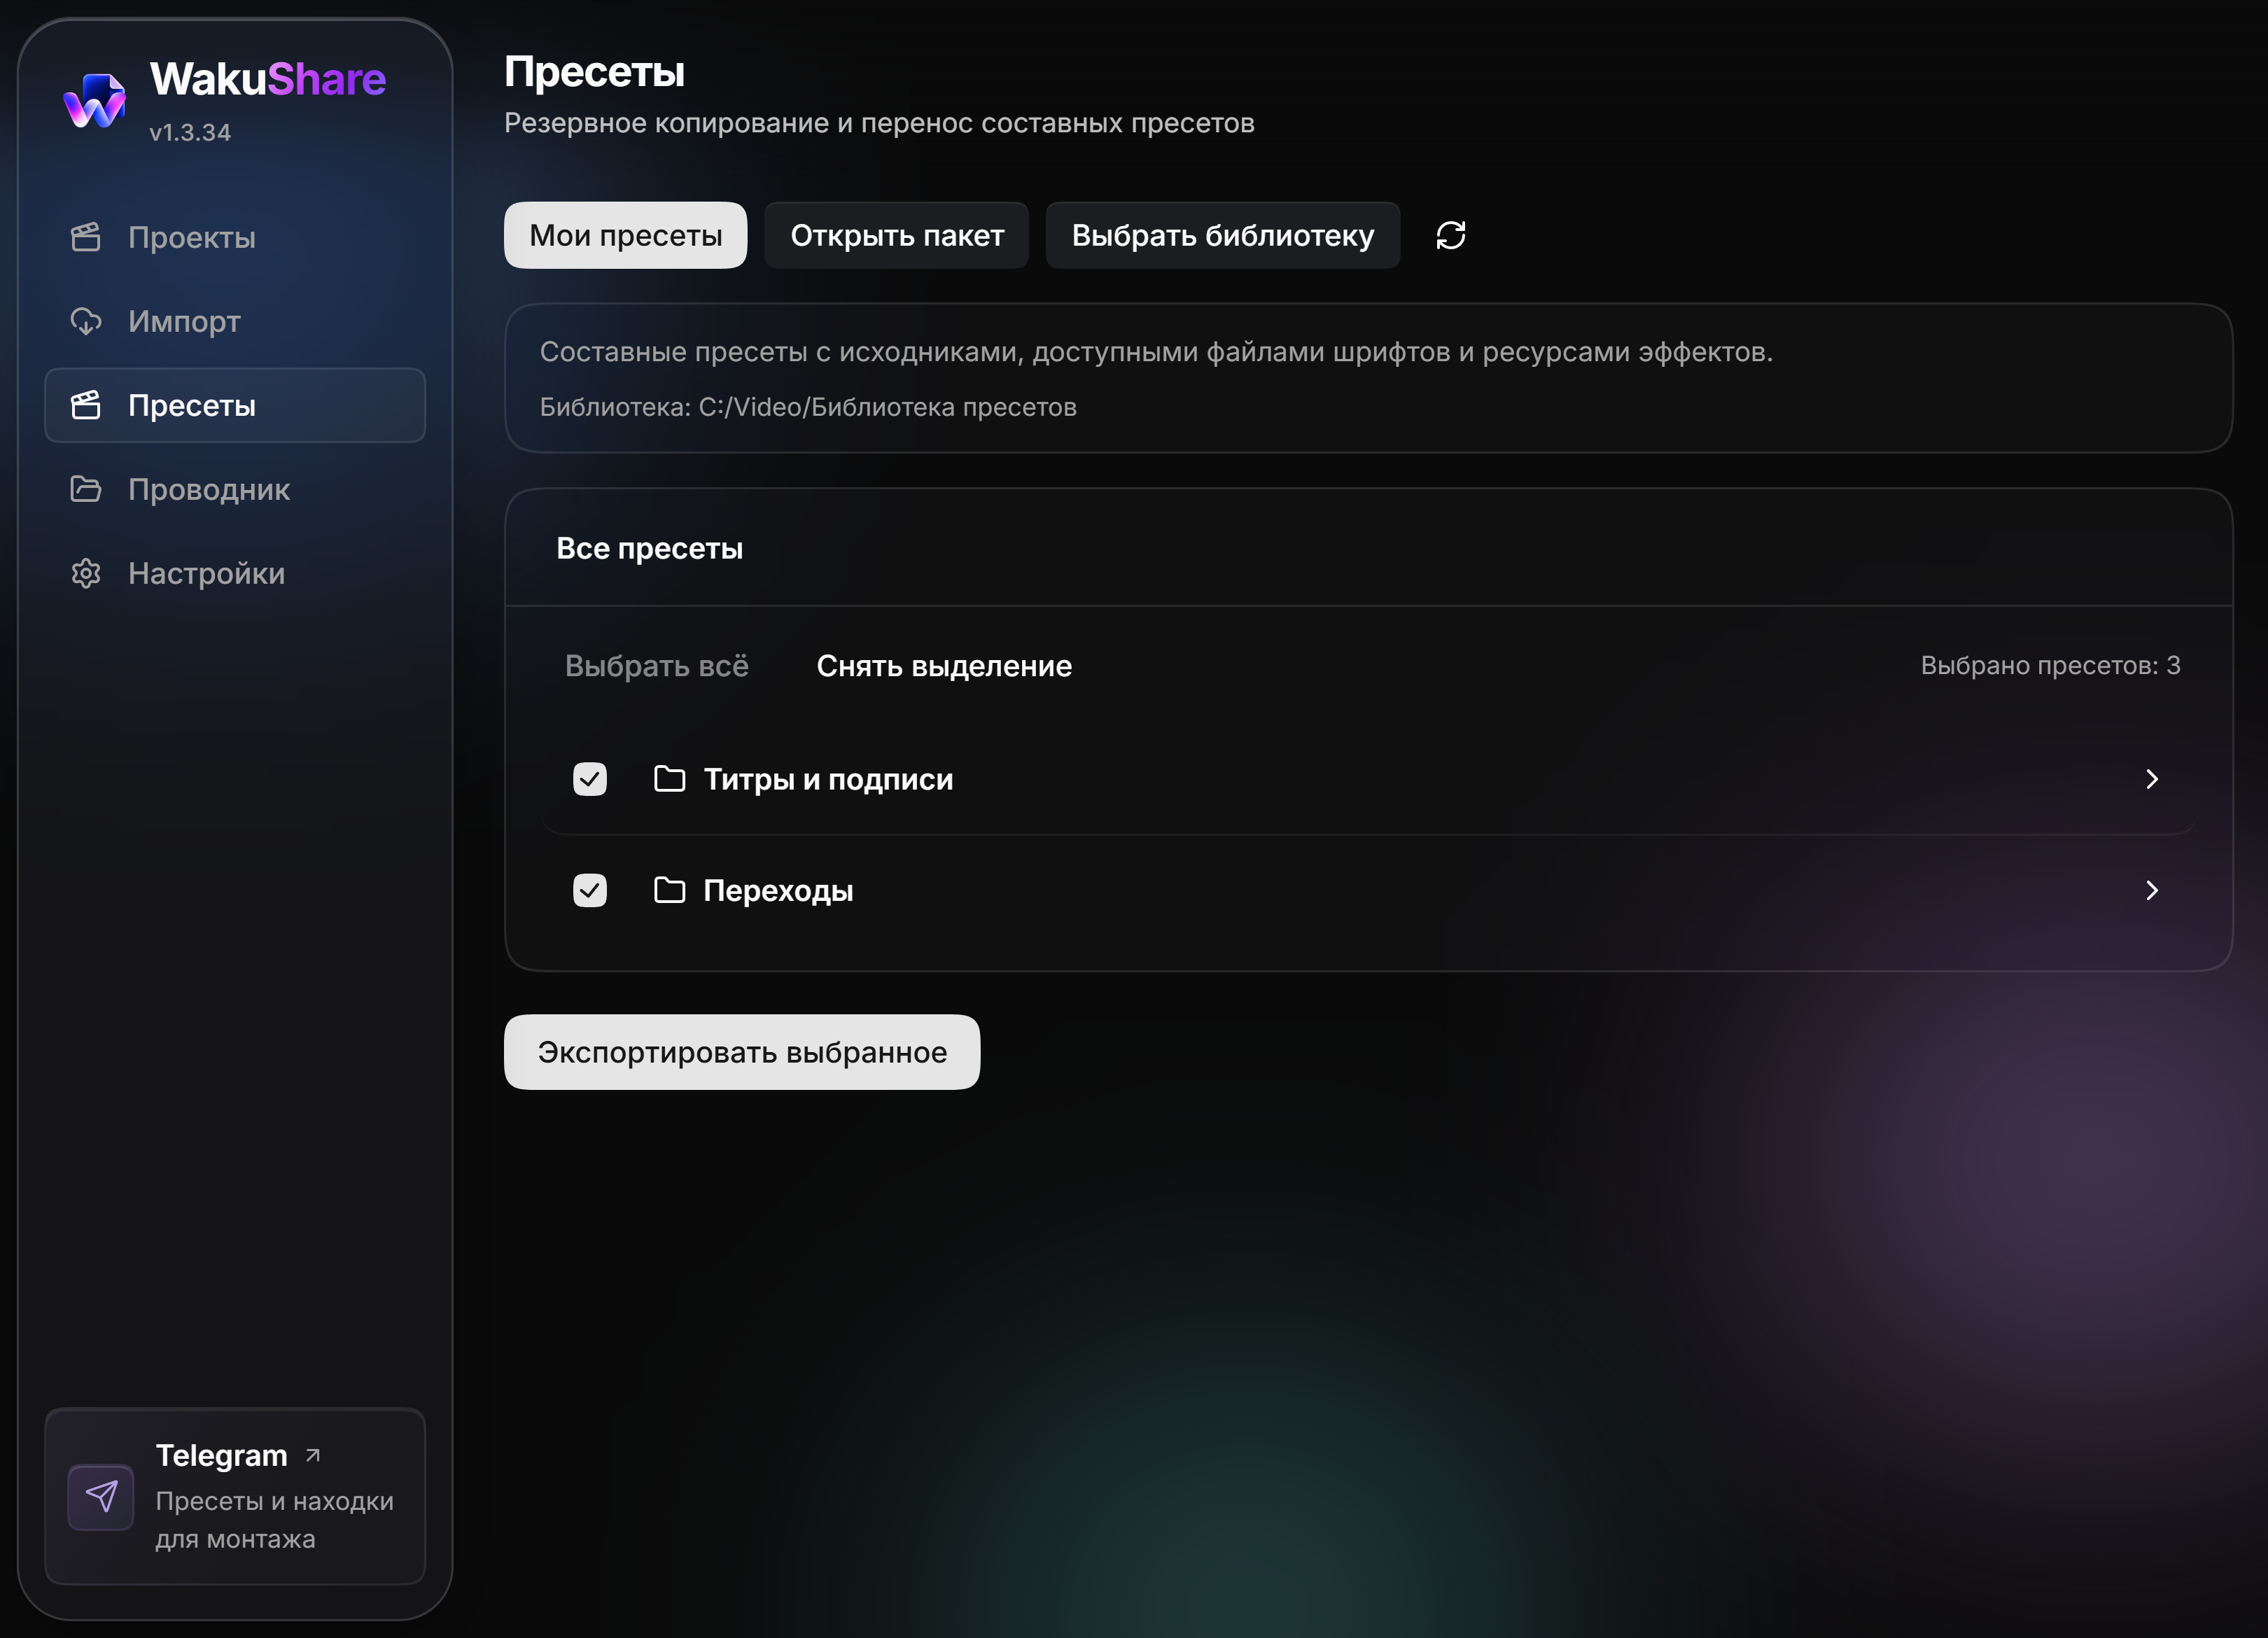 WakuShare
v1.3.34
Проекты
Импорт
Пресеты
Проводник
Настройки
Telegram
Пресеты и находки
для монтажа
Пресеты
Резервное копирование и перенос составных пресетов
Мои пресеты
Открыть пакет
Выбрать библиотеку
Составные пресеты с исходниками, доступными файлами шрифтов и ресурсами эффектов.
Библиотека: C:/Video/Библиотека пресетов
Все пресеты
Выбрать всё
Снять выделение
Выбрано пресетов: 3
Титры и подписи
Переходы
Экспортировать выбранное